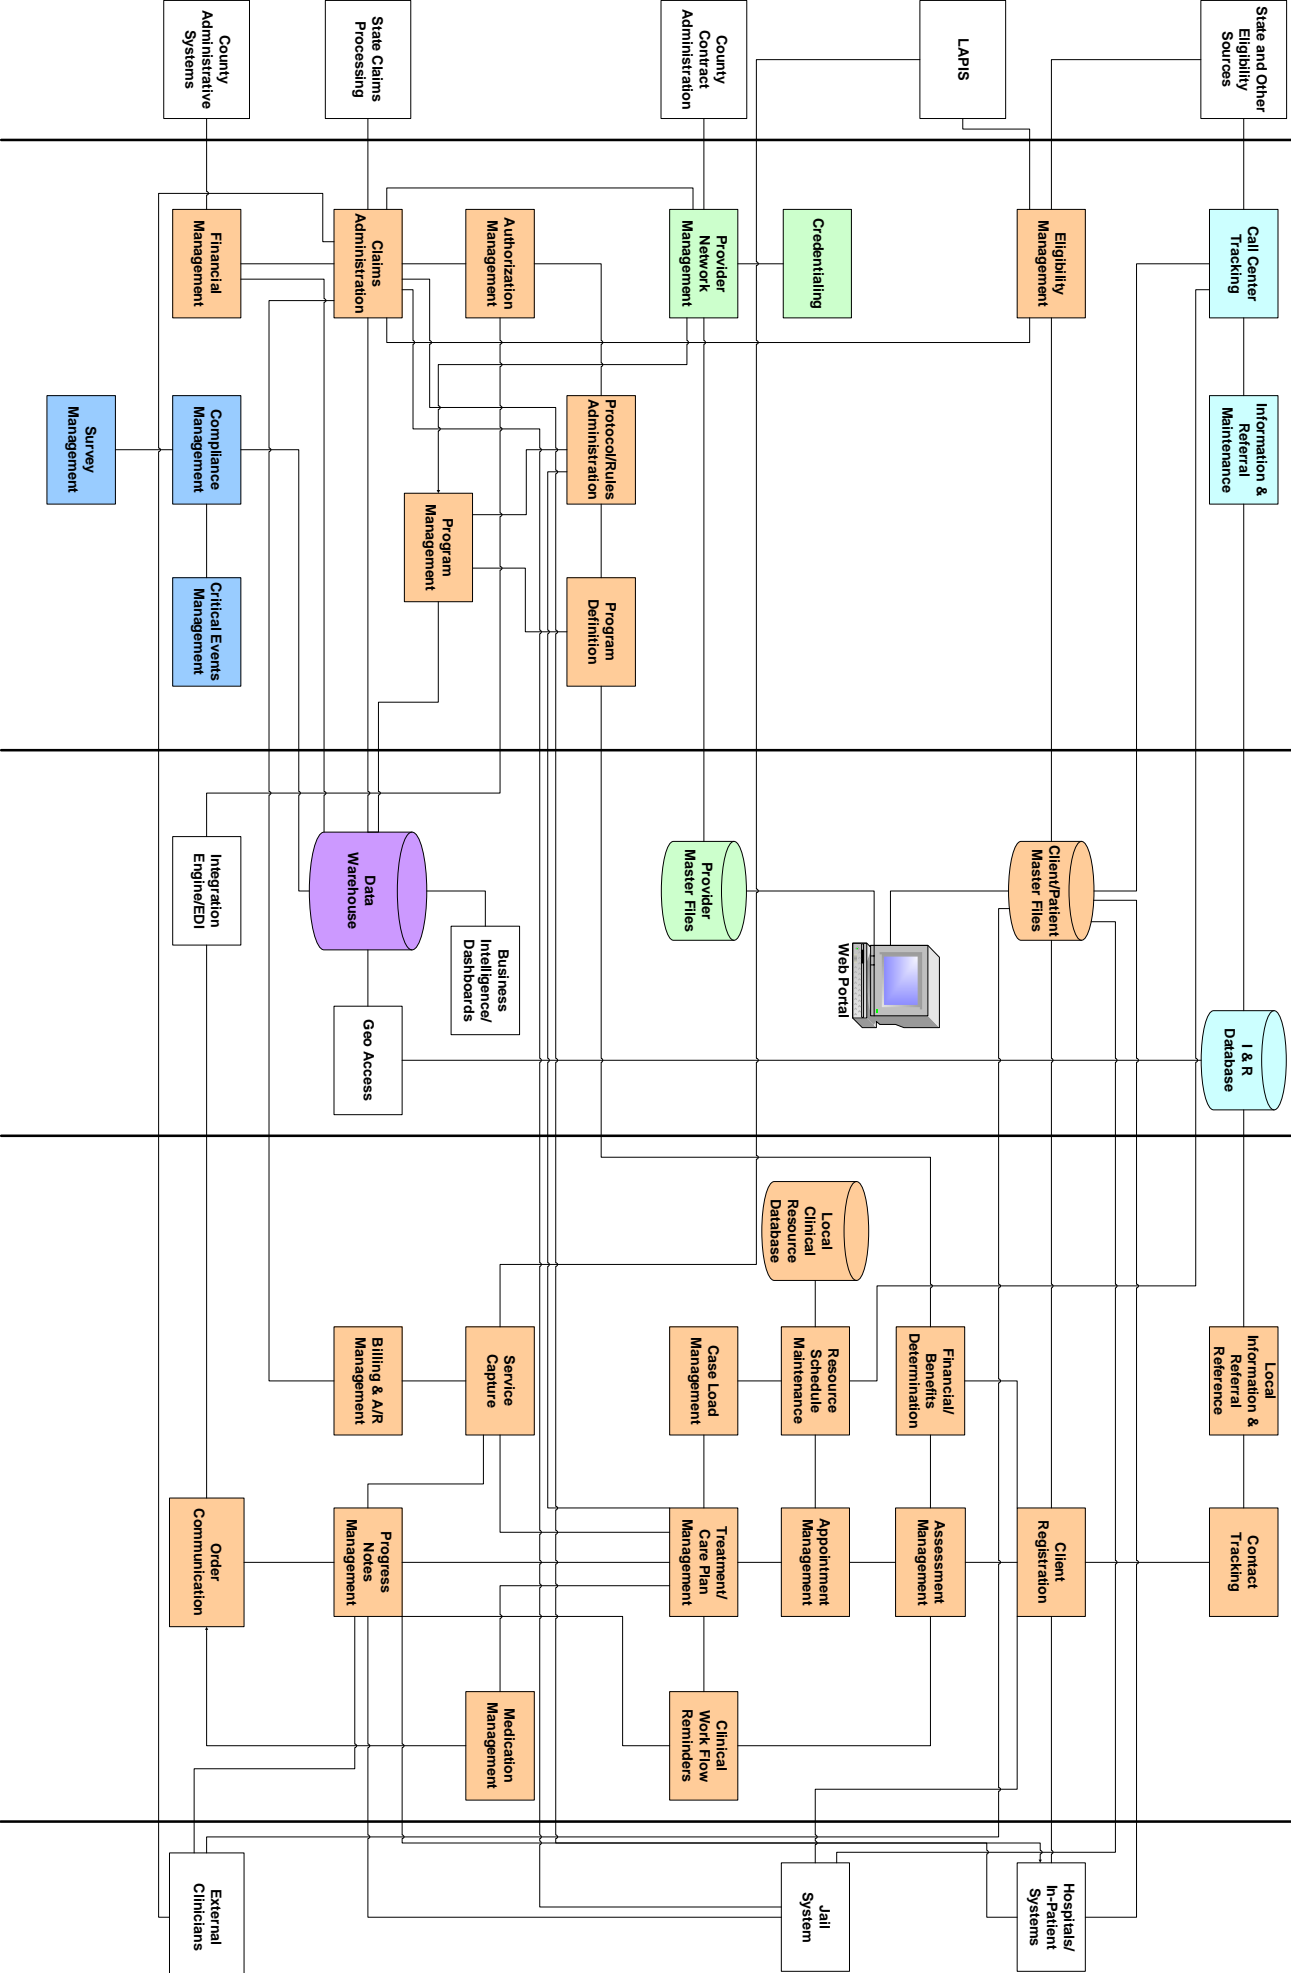 State and Other
Eligibility
Sources
LAPIS
County
Contract
Administration
State Claims
Processing
County
Administrative
Systems
Call Center
Tracking
Eligibility
Management
Credentialing
Provider
Network
Management
Authorization
Management
Claims
Administration
Financial
Management
Information &
Referral
Maintenance
Protocol/Rules
Administration
Program
Management
Compliance
Management
Survey
Management
Program
Definition
Critical Events
Management
Client/Patient
Master Files
Provider
Master Files
Data
Warehouse
Integration
Engine/EDI
Web Portal
Business
Intelligence/
Dashboards
I & R
Database
Geo Access
Local
Clinical
Resource
Database
Local
Information &
Referral
Reference
Financial/
Benefits
Determination
Resource
Schedule
Maintenance
Case Load
Management
Service
Capture
Billing & A/R
Management
Contact
Tracking
Client
Registration
Assessment
Management
Appointment
Management
Treatment/
Care Plan
Management
Progress
Notes
Management
Order
Communication
Clinical
Work Flow
Reminders
Medication
Management
Hospitals/
In-Patient
Systems
Jail
System
External
Clinicians